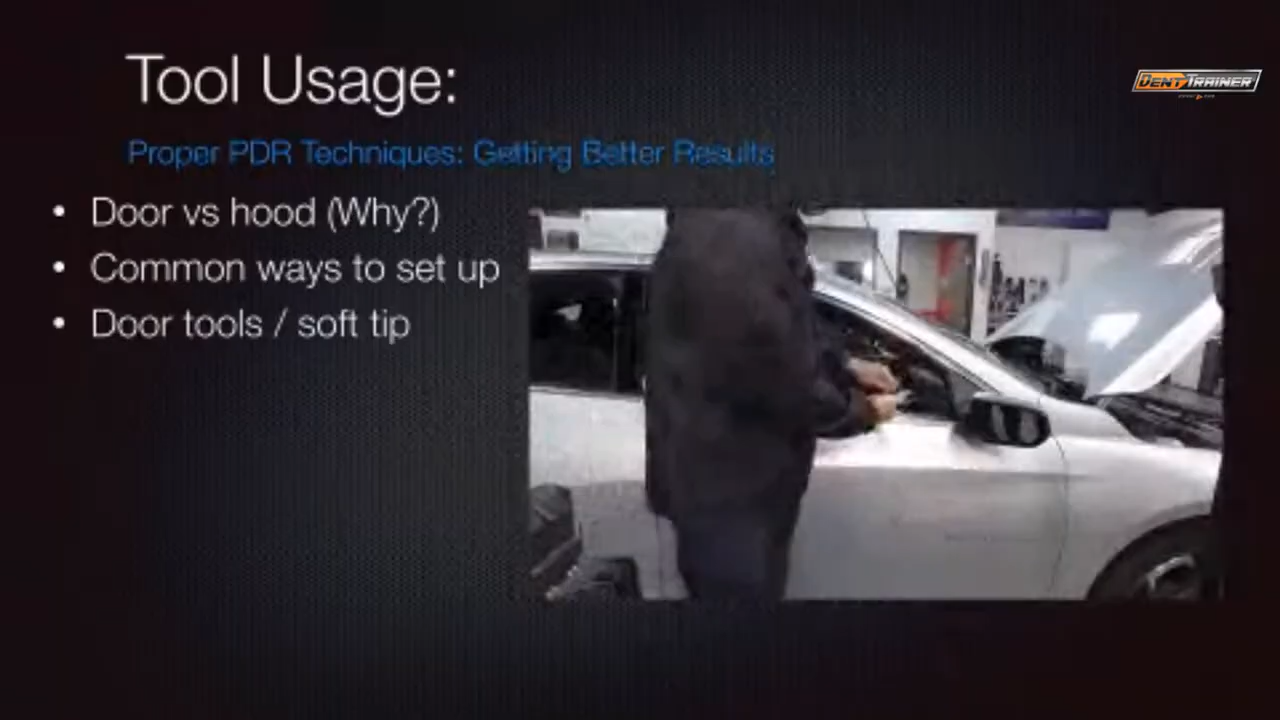 Tool Usage:
DENT TRAINER
Proper PDR Techniques: Getting Better Results
• Door vs hood (Why?)
• Common ways to set up
• Door tools / soft tip